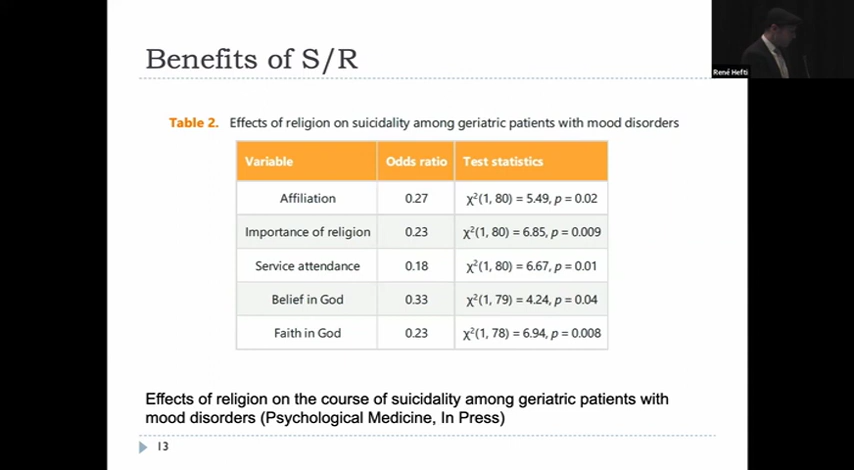 Benefits of S/R
René Hefti
Table 2. Effects of religion on suicidality among geriatric patients with mood disorders
Variable Odds ratio Test statistics
Affiliation 0.27 χ²(1, 80) = 5.49, p = 0.02
Importance of religion 0.23 χ²(1, 80) = 6.85, p = 0.009
Service attendance 0.18 χ²(1, 80) = 6.67, p = 0.01
Belief in God 0.33 χ²(1, 79) = 4.24, p = 0.04
Faith in God 0.23 χ²(1, 78) = 6.94, p = 0.008
Effects of religion on the course of suicidality among geriatric patients with
mood disorders (Psychological Medicine, In Press)
13